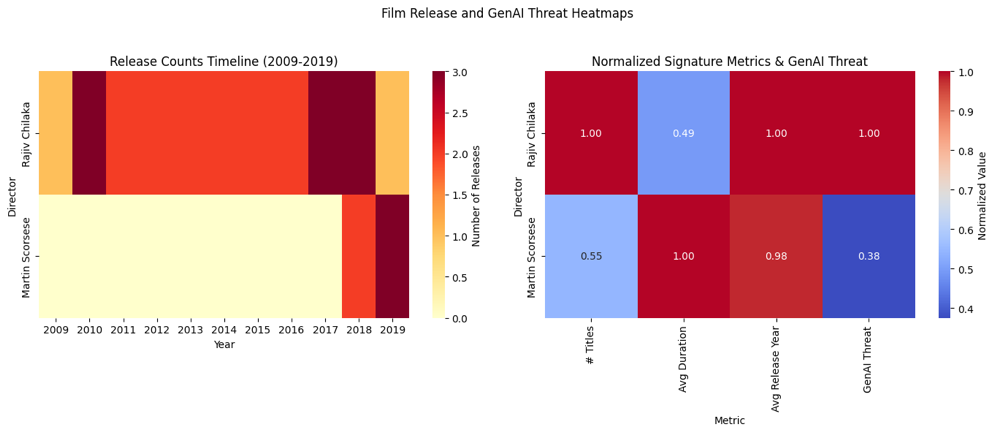 Film Release and GenAI Threat Heatmaps
Release Counts Timeline (2009-2019)
Director
Rajiv Chilaka
Martin Scorsese
2009 2010 2011 2012 2013 2014 2015 2016 2017 2018 2019
Year
3.0
2.5
2.0
1.5
1.0
0.5
0.0
Number of Releases
Normalized Signature Metrics & GenAI Threat
Director
Rajiv Chilaka
Martin Scorsese
1.00 0.49 1.00 1.00
0.55 1.00 0.98 0.38
# Titles
Avg Duration
Avg Release Year
GenAI Threat
Metric
1.0
0.9
0.8
0.7
0.6
0.5
0.4
Normalized Value